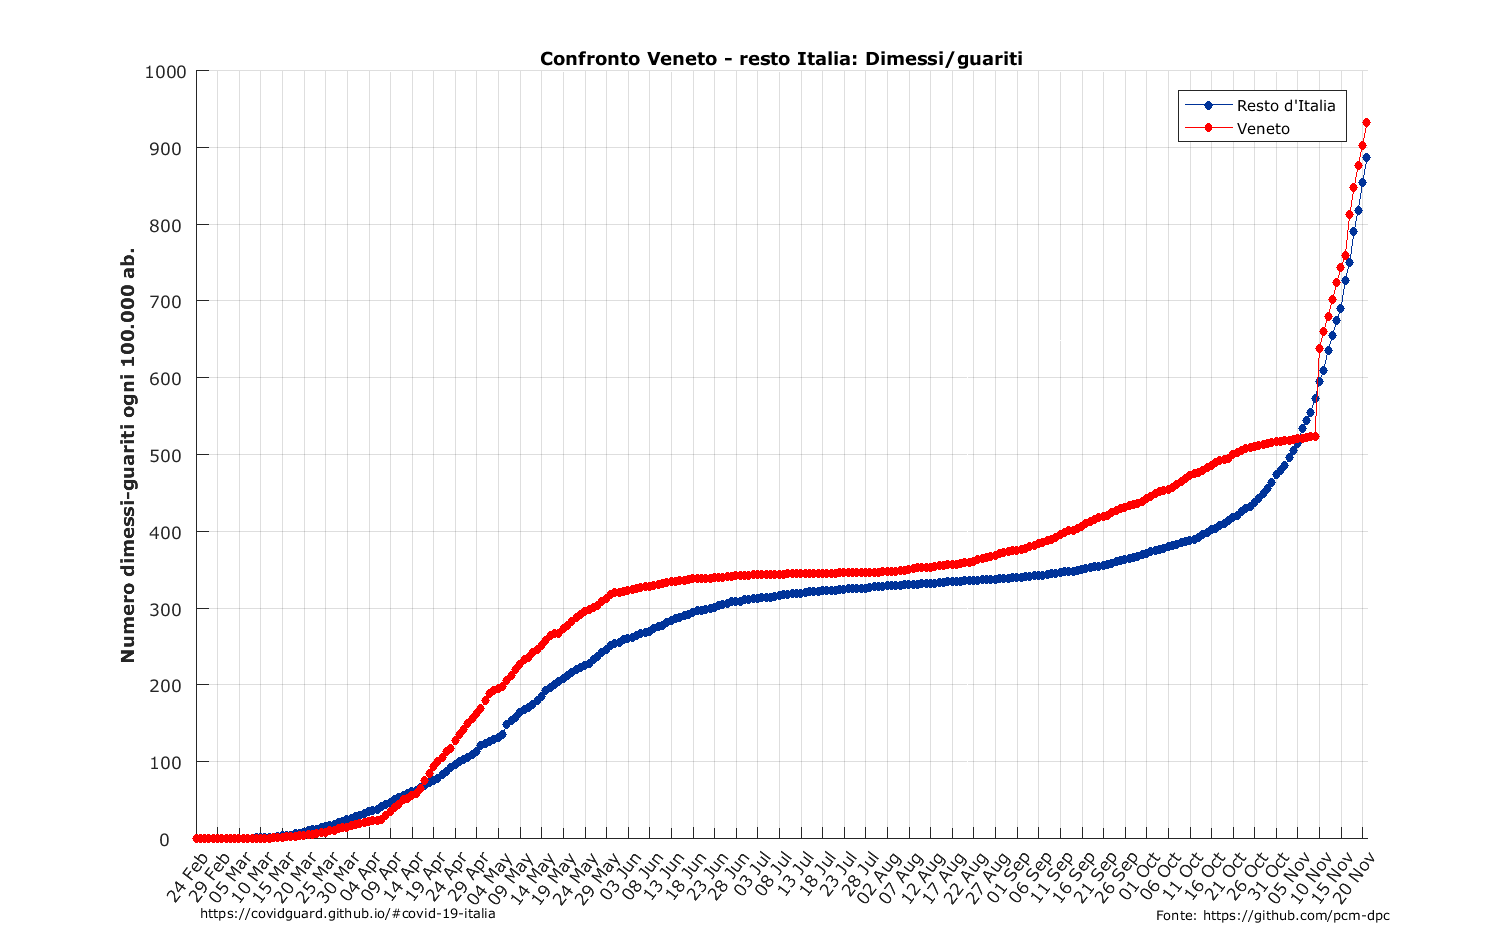 Confronto Veneto - resto Italia: Dimessi/guariti
Numero dimessi-guariti ogni 100.000 ab.
1000
900
800
700
600
500
400
300
200
100
0
Resto d'Italia
Veneto
24 Feb
29 Feb
05 Mar
10 Mar
15 Mar
20 Mar
25 Mar
30 Mar
04 Apr
09 Apr
14 Apr
19 Apr
24 Apr
29 Apr
04 May
09 May
14 May
19 May
24 May
29 May
03 Jun
08 Jun
13 Jun
18 Jun
23 Jun
28 Jun
03 Jul
08 Jul
13 Jul
18 Jul
23 Jul
28 Jul
02 Aug
07 Aug
12 Aug
17 Aug
22 Aug
27 Aug
01 Sep
06 Sep
11 Sep
16 Sep
21 Sep
26 Sep
01 Oct
06 Oct
11 Oct
16 Oct
21 Oct
26 Oct
31 Oct
05 Nov
10 Nov
15 Nov
20 Nov
https://covidguard.github.io/#covid-19-italia
Fonte: https://github.com/pcm-dpc